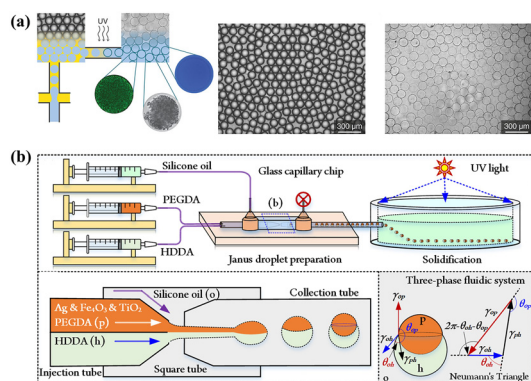 (a)
UV
300 μm
300 μm
(b)
Silicone oil
PEGDA
HDDA
Glass capillary chip
(b)
Janus droplet preparation
UV light
Solidification
Silicone oil (o)
Collection tube
Ag & Fe₃O₄ & TiO₂
PEGDA (p)
HDDA (h)
Injection tube
Square tube
Three-phase fluidic system
γop
θop
P
γoh
θoh
γph
h
o
2π-θoh-θop
γop
θop
γph
γoh
θoh
Neumann's Triangle